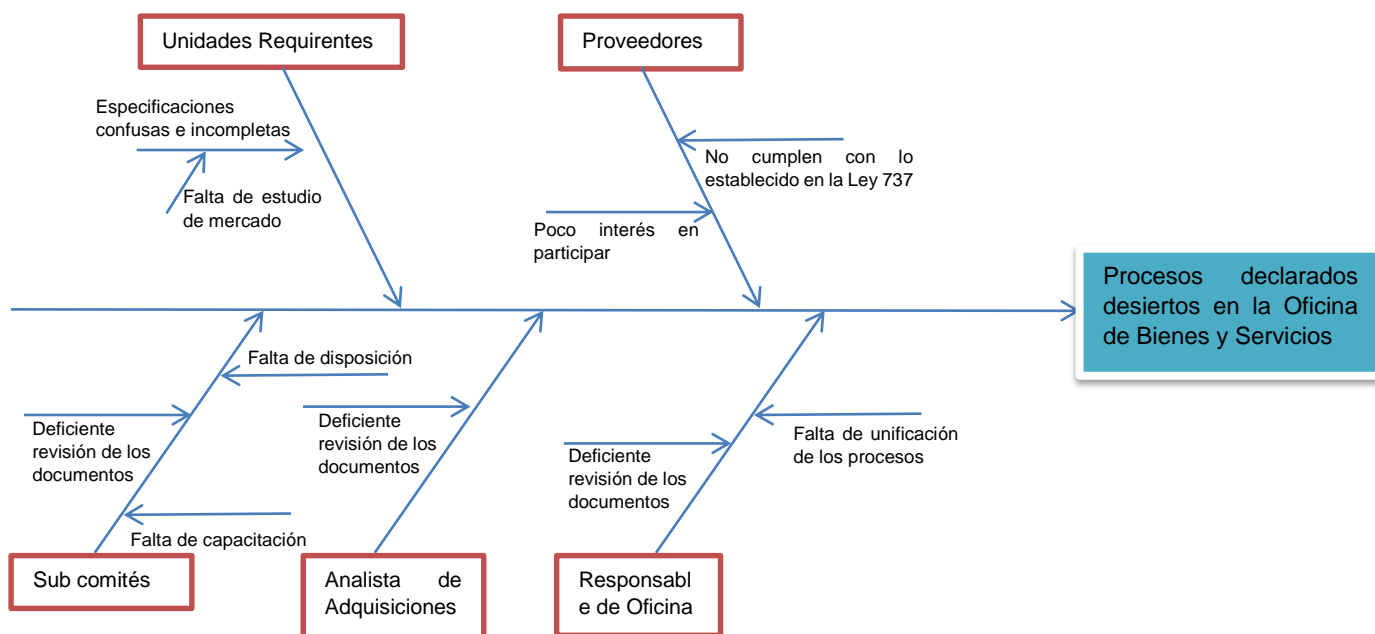 Unidades Requirentes
Proveedores
Especificaciones
confusas e incompletas
Falta de estudio
de mercado
No cumplen con lo
establecido en la Ley 737
Poco interés en
participar
Procesos declarados
desiertos en la Oficina
de Bienes y Servicios
Falta de disposición
Deficiente
revisión de los
documentos
Falta de capacitación
Deficiente
revisión de los
documentos
Deficiente
revisión de los
documentos
Falta de unificación
de los procesos
Sub comités
Analista de
Adquisiciones
Responsabl
e de Oficina